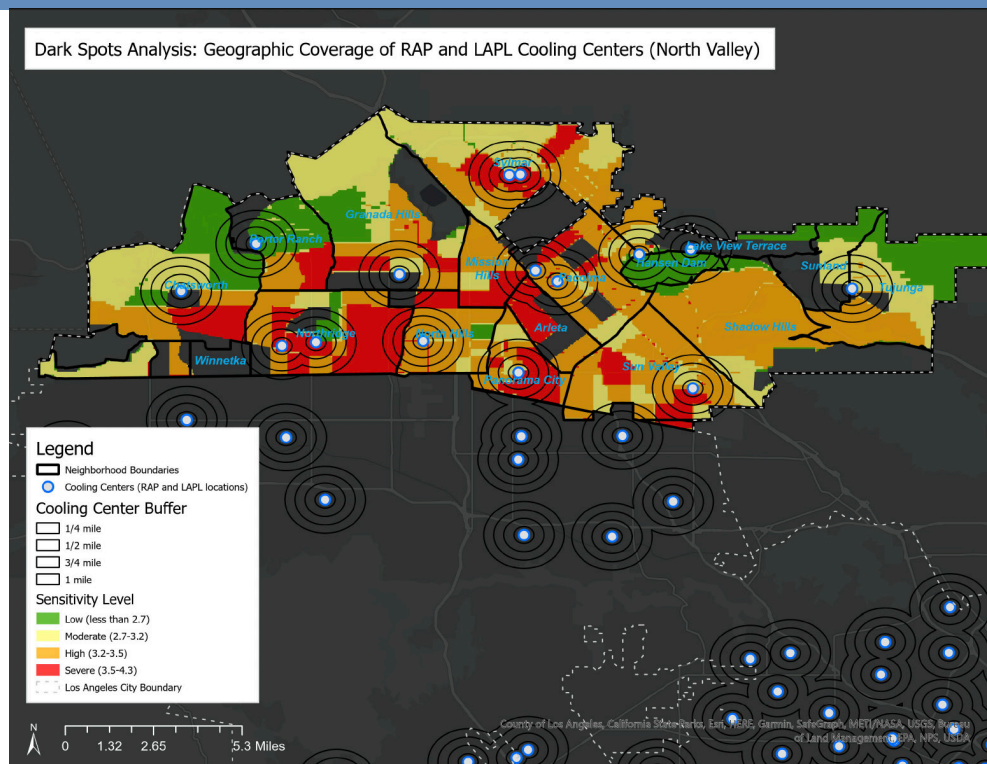 Dark Spots Analysis: Geographic Coverage of RAP and LAPL Cooling Centers (North Valley)
Sylmar
Granada Hills
Porter Ranch
Lake View Terrace
Mission
Hills
Hansen Dam
Sunland
Pacoima
Chatsworth
Tujunga
Northridge
North Hills
Arleta
Shadow Hills
Winnetka
Sun Valley
Panorama City
Legend
Neighborhood Boundaries
Cooling Centers (RAP and LAPL locations)
Cooling Center Buffer
1/4 mile
1/2 mile
3/4 mile
1 mile
Sensitivity Level
Low (less than 2.7)
Moderate (2.7-3.2)
High (3.2-3.5)
Severe (3.5-4.3)
Los Angeles City Boundary
N
0 1.32 2.65 5.3 Miles
County of Los Angeles, California State Parks, Esri, HERE, Garmin, SafeGraph, METI/NASA, USGS, Bureau
of Land Management, EPA, NPS, USDA